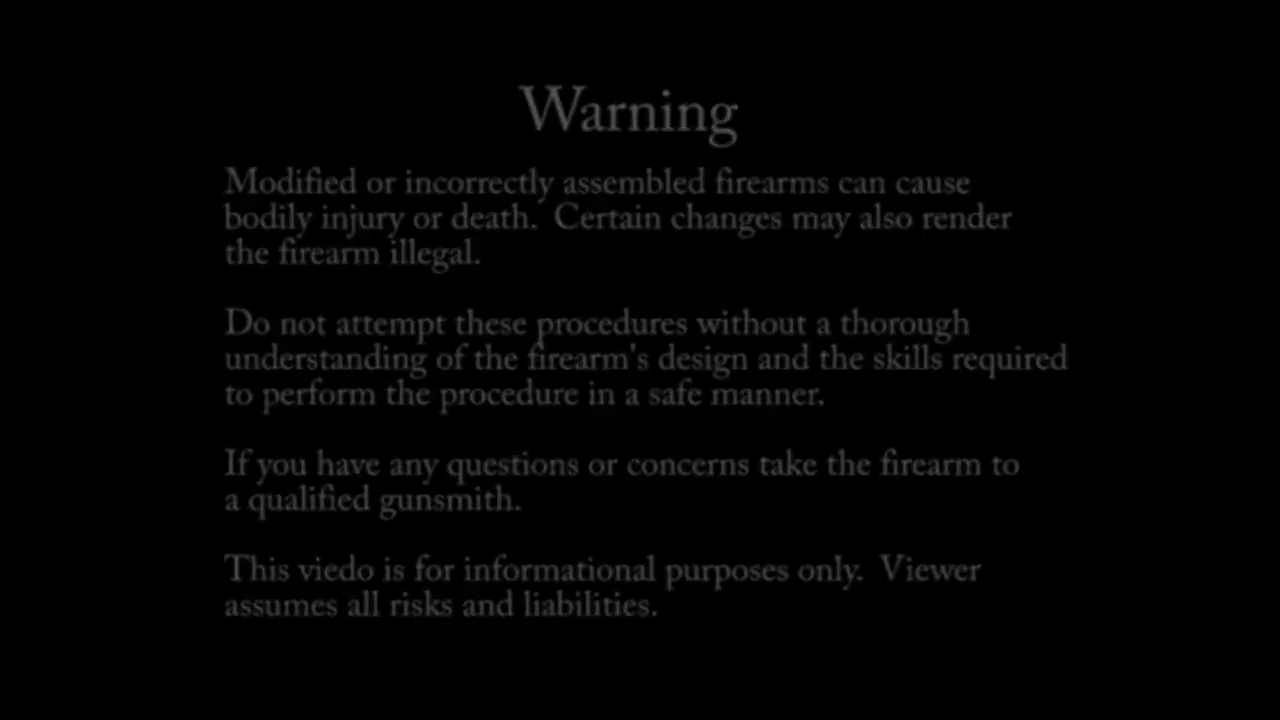 Warning
Modified or incorrectly assembled firearms can cause
bodily injury or death.  Certain changes may also render
the firearm illegal.
Do not attempt these procedures without a thorough
understanding of the firearm's design and the skills required
to perform the procedure in a safe manner.
If you have any questions or concerns take the firearm to
a qualified gunsmith.
This viedo is for informational purposes only.  Viewer
assumes all risks and liabilities.